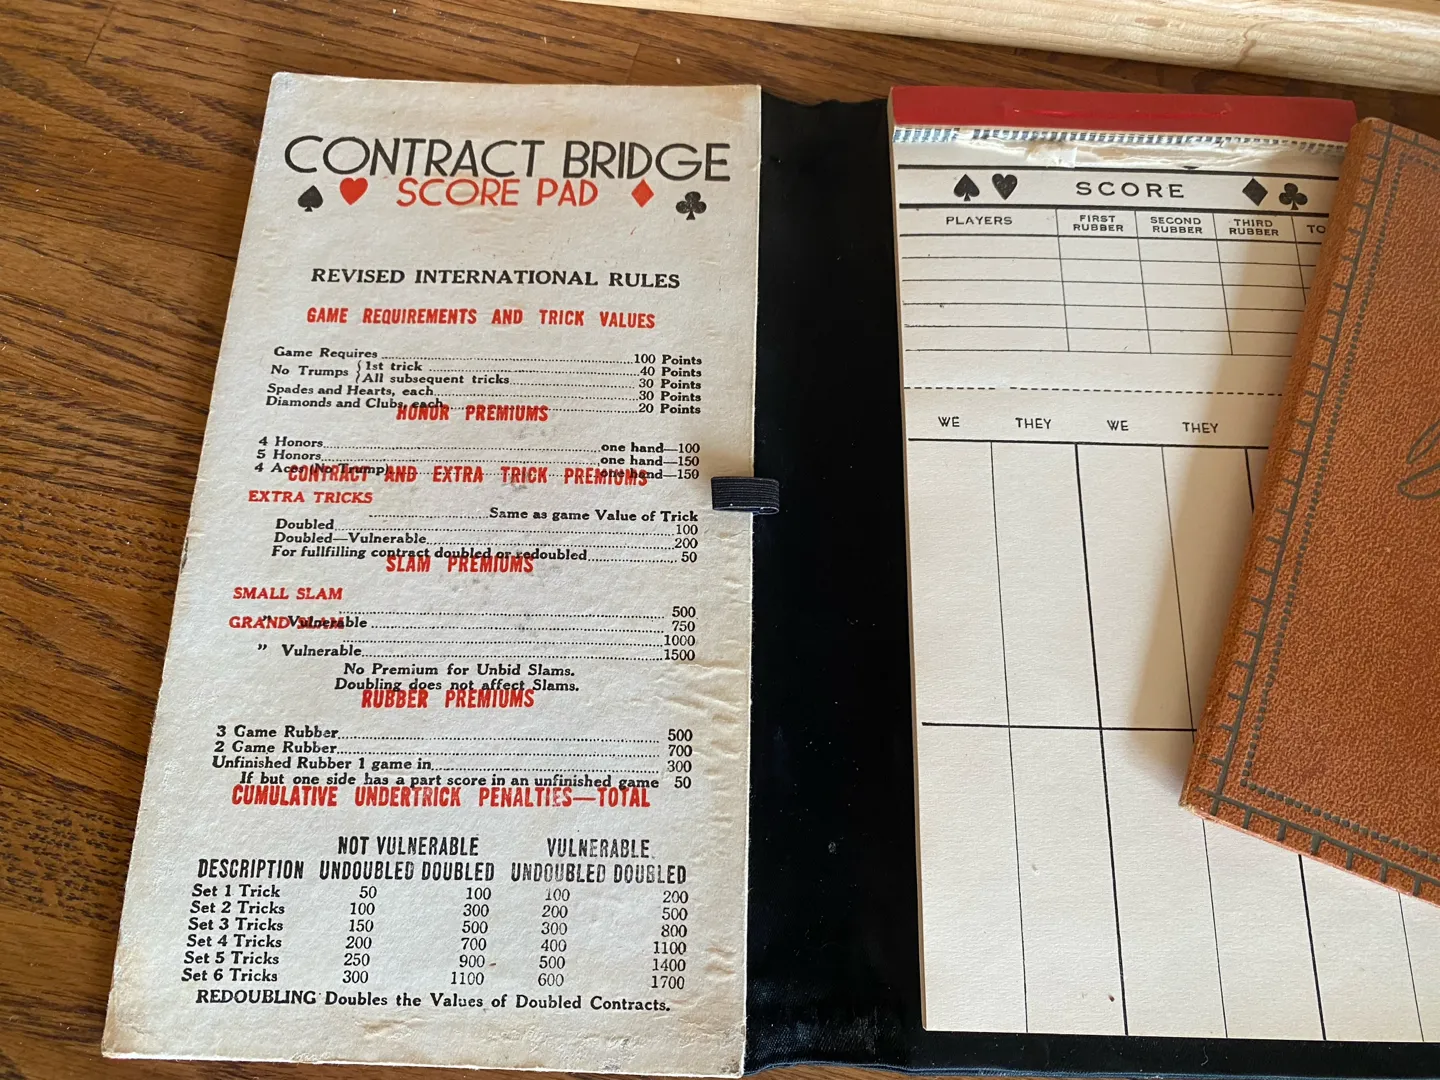 CONTRACT BRIDGE
SCORE PAD
REVISED INTERNATIONAL RULES
GAME REQUIREMENTS AND TRICK VALUES
Game Requires 100 Points
No Trumps { 1st trick 40 Points
All subsequent tricks 30 Points
Spades and Hearts, each 30 Points
Diamonds and Clubs, each 20 Points
HONOR PREMIUMS
4 Honors one hand—100
5 Honors one hand—150
4 Aces (No Trump) one hand—150
CONTRACT AND EXTRA TRICK PREMIUMS
EXTRA TRICKS
Same as game Value of Trick
Doubled 100
Doubled—Vulnerable 200
For fullfilling contract doubled or redoubled 50
SLAM PREMIUMS
SMALL SLAM 500
" Vulnerable 750
GRAND SLAM 1000
" Vulnerable 1500
No Premium for Unbid Slams.
Doubling does not affect Slams.
RUBBER PREMIUMS
3 Game Rubber 500
2 Game Rubber 700
Unfinished Rubber 1 game in 300
If but one side has a part score in an unfinished game 50
CUMULATIVE UNDERTRICK PENALTIES—TOTAL
NOT VULNERABLE VULNERABLE
DESCRIPTION UNDOUBLED DOUBLED UNDOUBLED DOUBLED
Set 1 Trick 50 100 100 200
Set 2 Tricks 100 300 200 500
Set 3 Tricks 150 500 300 800
Set 4 Tricks 200 700 400 1100
Set 5 Tricks 250 900 500 1400
Set 6 Tricks 300 1100 600 1700
REDOUBLING Doubles the Values of Doubled Contracts.
SCORE
PLAYERS FIRST RUBBER SECOND RUBBER THIRD RUBBER TO
WE THEY WE THEY